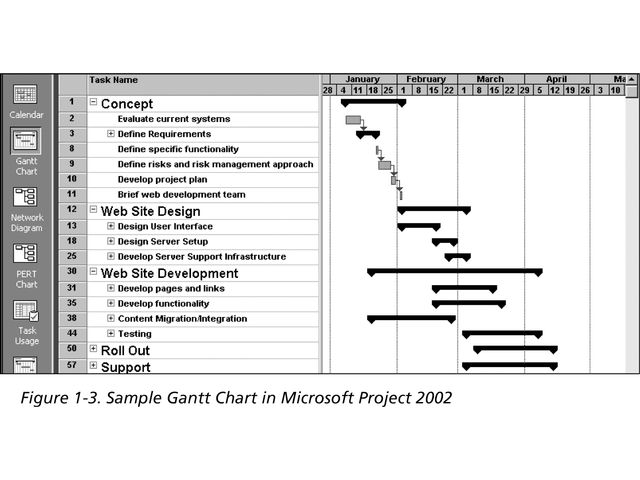 Task Name
January February March April Ma
28 4 11 18 25 1 8 15 22 1 8 15 22 29 5 12 19 26 3 10
1 Concept
2 Evaluate current systems
3 Define Requirements
8 Define specific functionality
9 Define risks and risk management approach
10 Develop project plan
11 Brief web development team
12 Web Site Design
13 Design User Interface
18 Design Server Setup
25 Develop Server Support Infrastructure
30 Web Site Development
31 Develop pages and links
35 Develop functionality
38 Content Migration/Integration
44 Testing
50 Roll Out
57 Support
Calendar
Gantt
Chart
Network
Diagram
PERT
Chart
Task
Usage
Figure 1-3. Sample Gantt Chart in Microsoft Project 2002